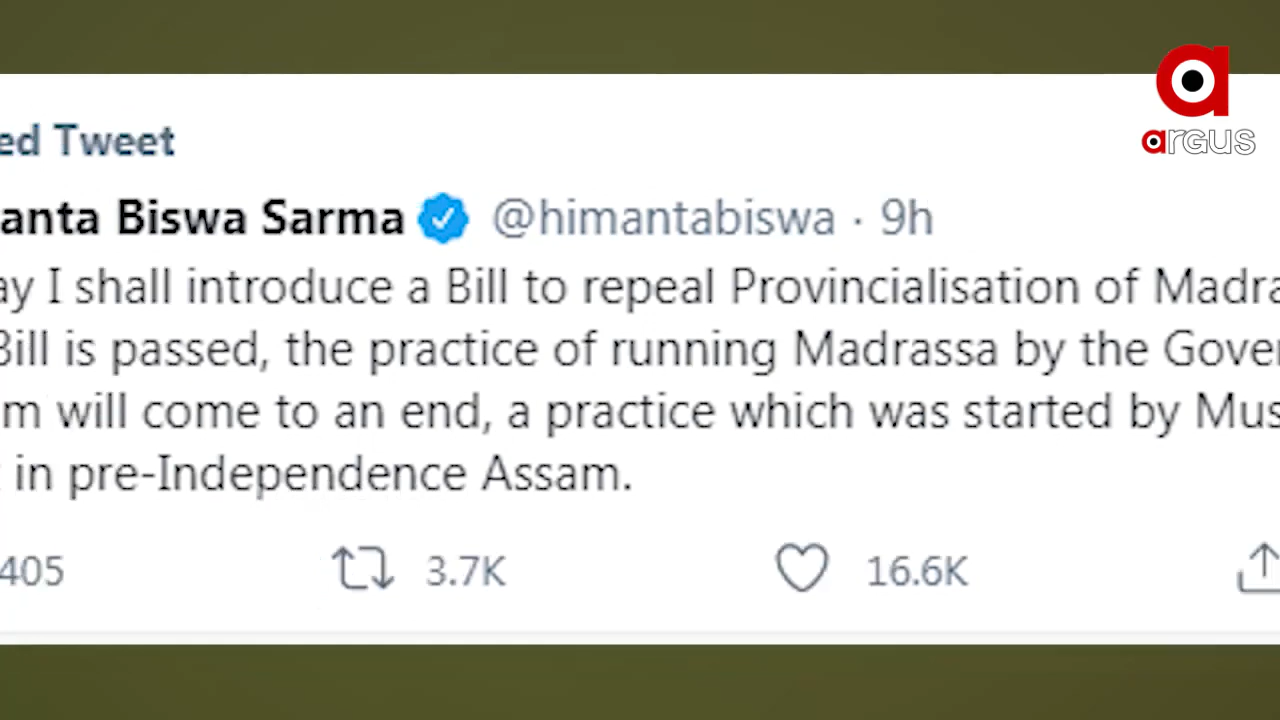 argus
ed Tweet
anta Biswa Sarma @himantabiswa · 9h
ay I shall introduce a Bill to repeal Provincialisation of Madra
Bill is passed, the practice of running Madrassa by the Gover
m will come to an end, a practice which was started by Mus
in pre-Independence Assam.
405 3.7K 16.6K